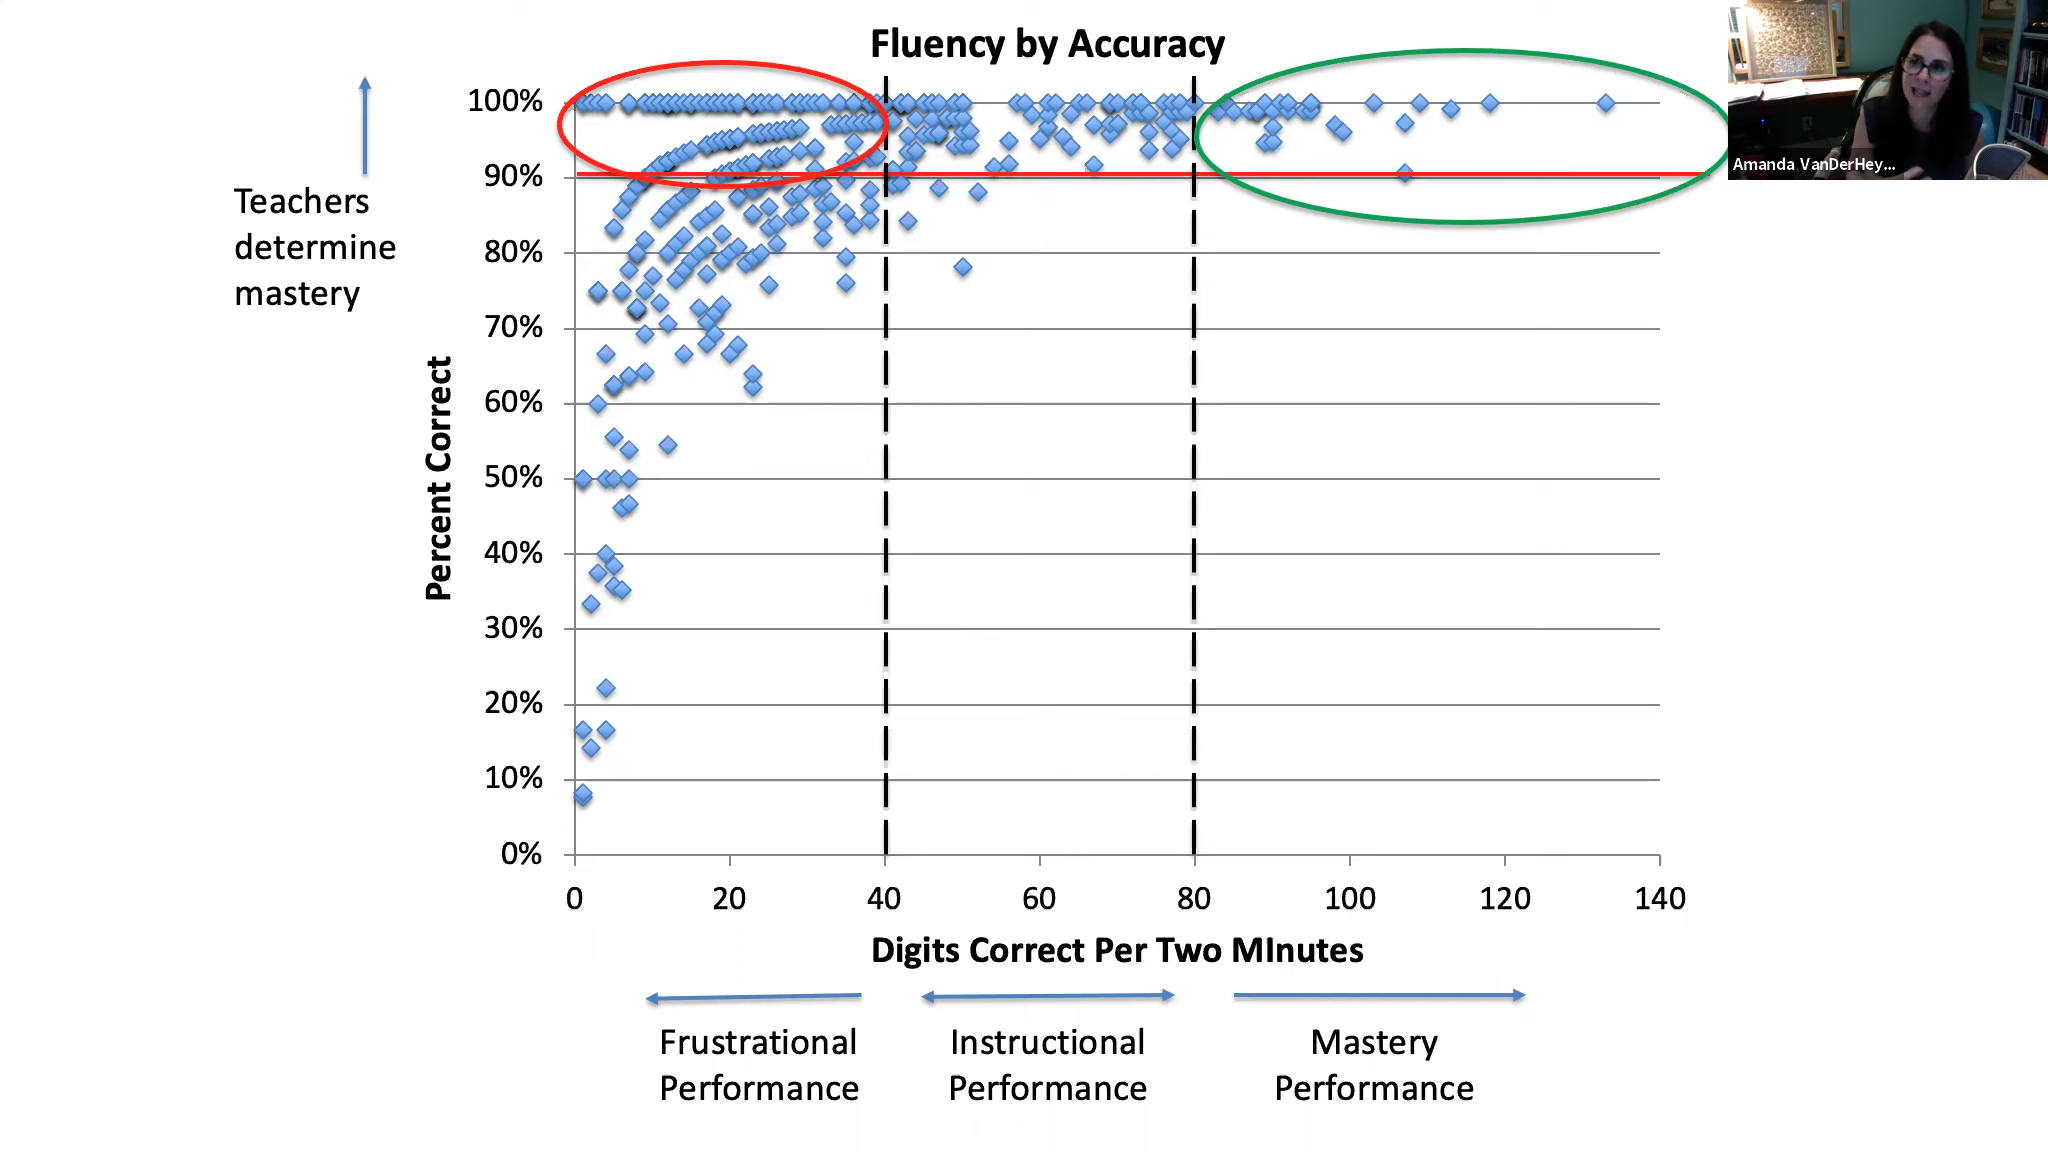 Fluency by Accuracy
Amanda VanDerHey...
Teachers
determine
mastery
Percent Correct
100%
90%
80%
70%
60%
50%
40%
30%
20%
10%
0%
0 20 40 60 80 100 120 140
Digits Correct Per Two MInutes
Frustrational
Performance
Instructional
Performance
Mastery
Performance